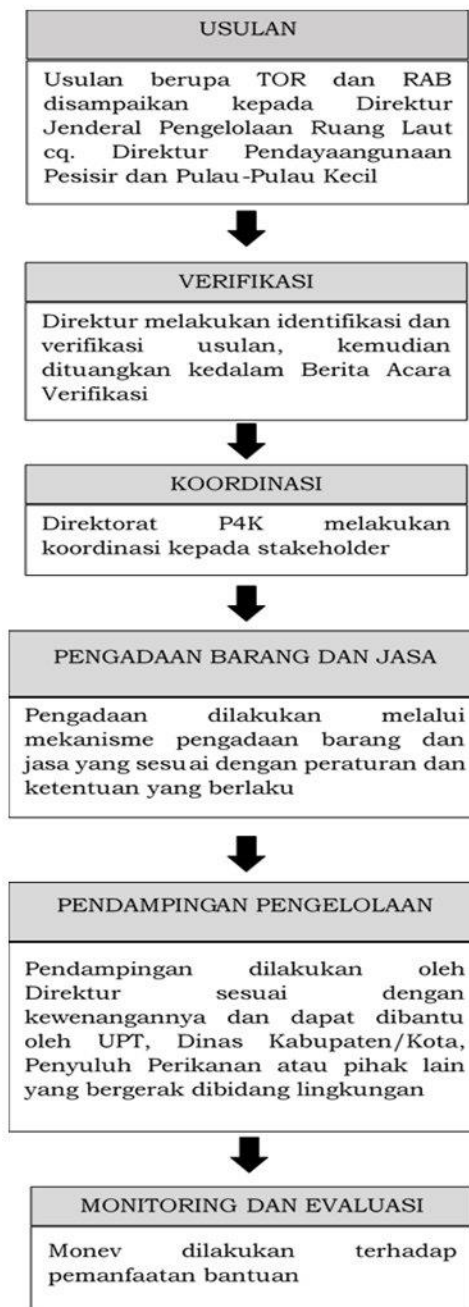 USULAN
Usulan berupa TOR dan RAB
disampaikan kepada Direktur
Jenderal Pengelolaan Ruang Laut
cq. Direktur Pendayaangunaan
Pesisir dan Pulau-Pulau Kecil
VERIFIKASI
Direktur melakukan identifikasi dan
verifikasi usulan, kemudian
dituangkan kedalam Berita Acara
Verifikasi
KOORDINASI
Direktorat P4K melakukan
koordinasi kepada stakeholder
PENGADAAN BARANG DAN JASA
Pengadaan dilakukan melalui
mekanisme pengadaan barang dan
jasa yang sesuai dengan peraturan dan
ketentuan yang berlaku
PENDAMPINGAN PENGELOLAAN
Pendampingan dilakukan oleh
Direktur sesuai dengan
kewenangannya dan dapat dibantu
oleh UPT, Dinas Kabupaten/Kota,
Penyuluh Perikanan atau pihak lain
yang bergerak dibidang lingkungan
MONITORING DAN EVALUASI
Monev dilakukan terhadap
pemanfaatan bantuan